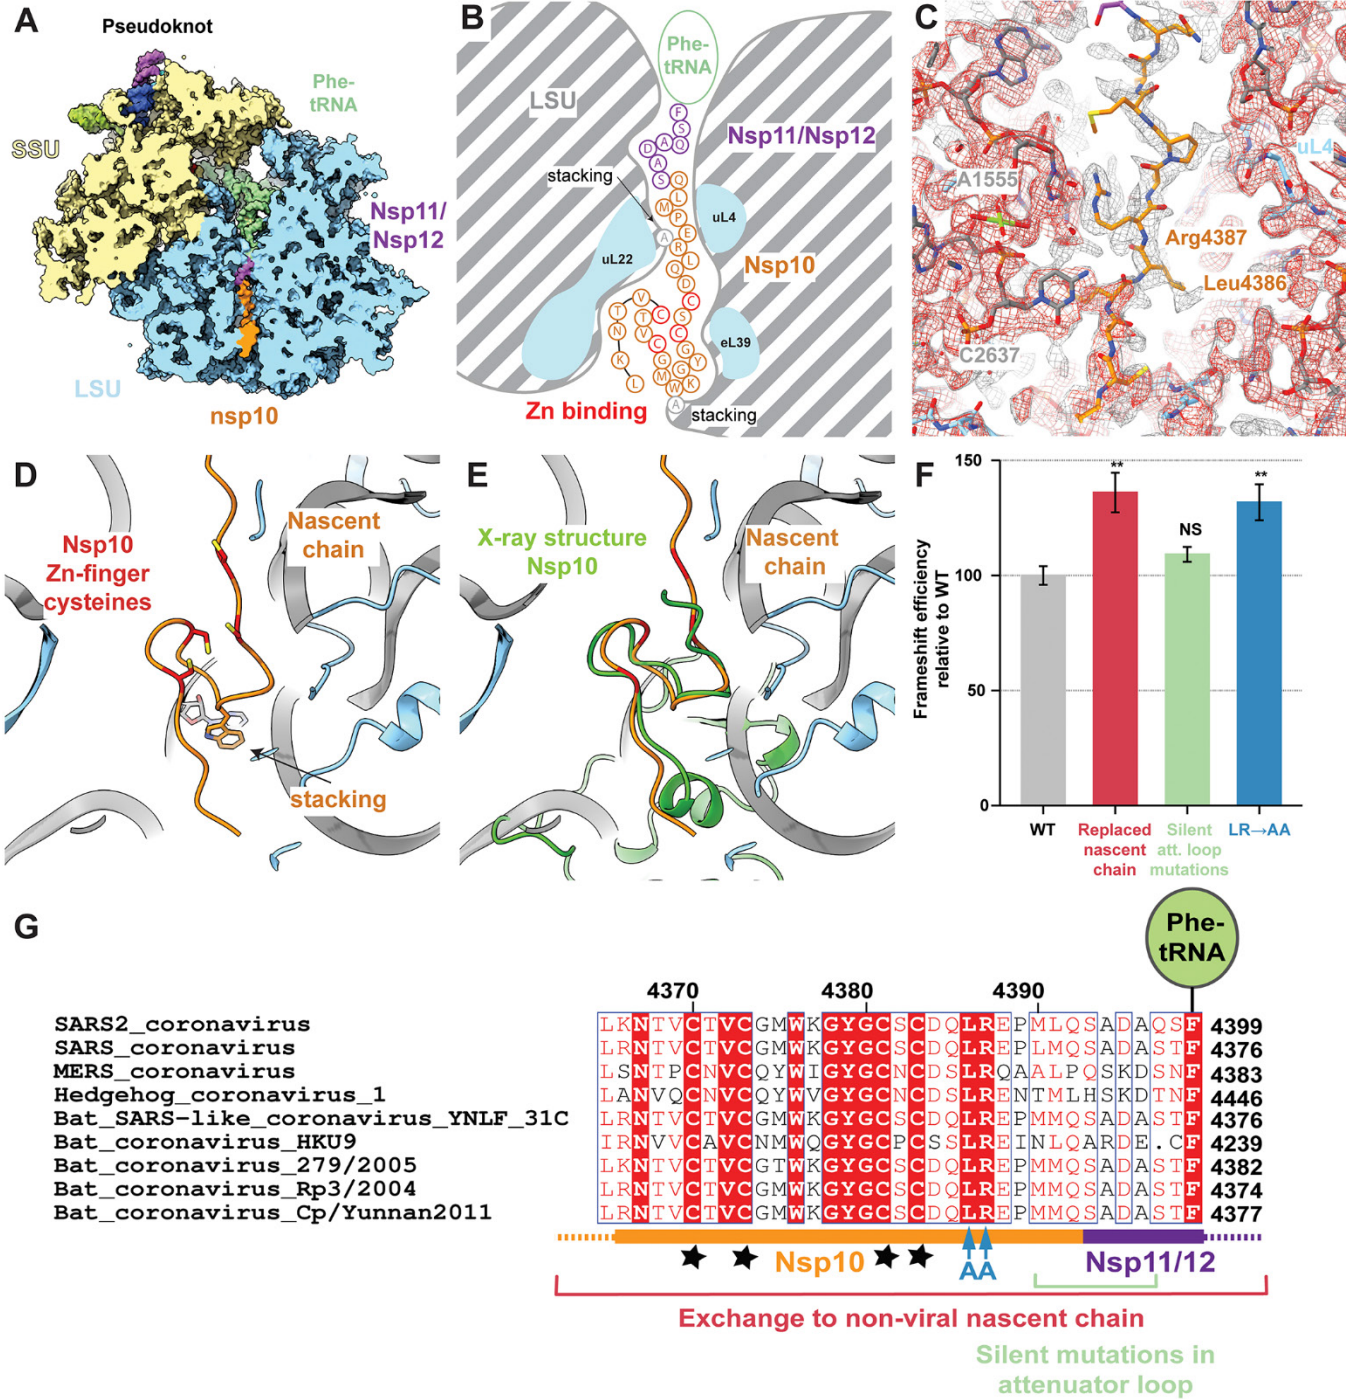 A
Pseudoknot
Phe-
tRNA
SSU
Nsp11/
Nsp12
LSU
nsp10
B
Phe-
tRNA
LSU
Nsp11/Nsp12
F
S
Q
A
D
A
S
stacking
Q
L
M
P
E
A
R
L
Q
D
uL4
uL22
Nsp10
C
S
C
G
Y
G
K
W
M
G
C
V
T
C
V
T
N
K
L
eL39
A
Zn binding
stacking
C
uL4
A1555
Arg4387
Leu4386
C2637
D
Nascent
chain
Nsp10
Zn-finger
cysteines
stacking
E
X-ray structure
Nsp10
Nascent
chain
F
Frameshift efficiency
relative to WT
150
100
50
0
**
NS
**
WT
Replaced
nascent
chain
Silent
att. loop
mutations
LR→AA
G
Phe-
tRNA
4370 4380 4390
SARS2_coronavirus LKNTVCTVCGMWKGYGCSCDQLREPMLQSADAQSF 4399
SARS_coronavirus LRNTVCTVCGMWKGYGCSCDQLREPLMQSADASTF 4376
MERS_coronavirus LSNTPCNVCQYWIGYGCNCDSLRQAALPQSKDSNF 4383
Hedgehog_coronavirus_1 LANVQCNVCQYWVGYGCNCDSLRENTMLHSKDTNF 4446
Bat_SARS-like_coronavirus_YNLF_31C LRNTVCTVCGMWKGYGCSCDQLREPMMQSADASTF 4376
Bat_coronavirus_HKU9 IRNVVCAVCNMWQGYGCPCSSLREINLQARDE.CF 4239
Bat_coronavirus_279/2005 LKNTVCTVCGTWKGYGCSCDQLREPMMQSADASTF 4382
Bat_coronavirus_Rp3/2004 LRNTVCTVCGMWKGYGCSCDQLREPMMQSADASTF 4374
Bat_coronavirus_Cp/Yunnan2011 LRNTVCTVCGMWKGYGCSCDQLREPMMQSADASTF 4377
Nsp10 AA Nsp11/12
Exchange to non-viral nascent chain
Silent mutations in
attenuator loop